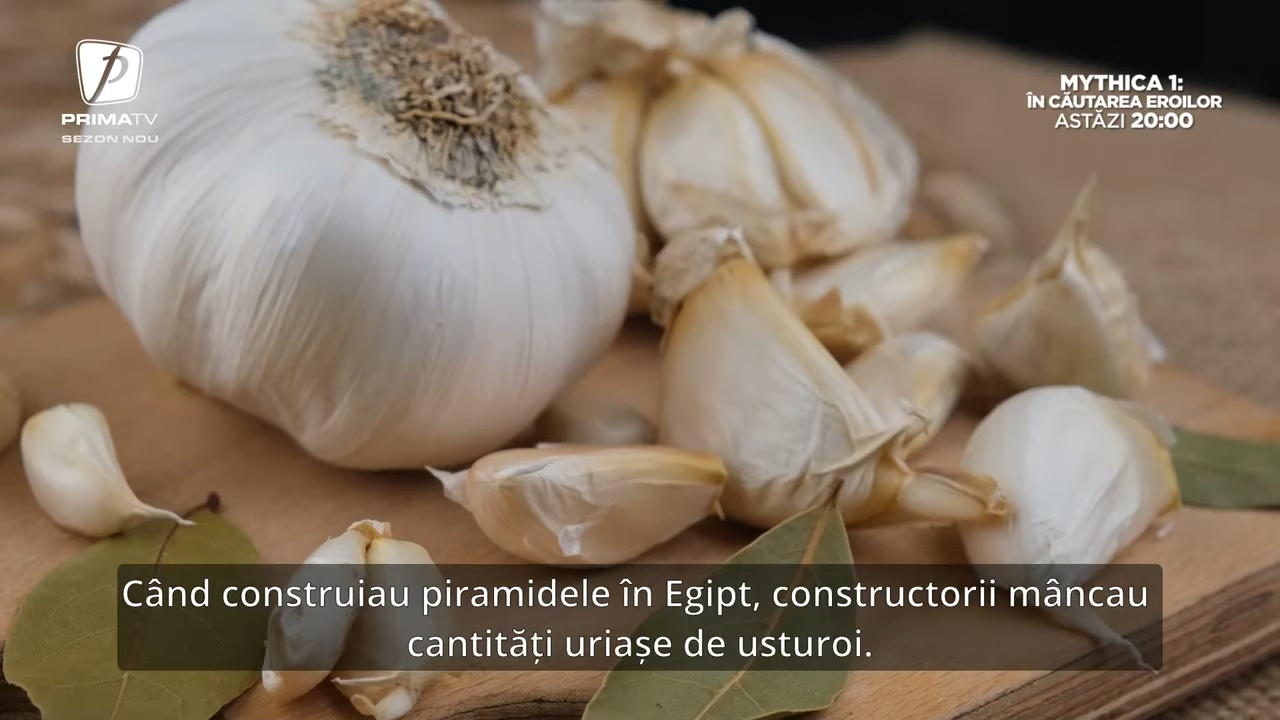 PRIMATV
SEZON NOU
MYTHICA 1:
ÎN CĂUTAREA EROILOR
ASTĂZI 20:00
Când construiau piramidele în Egipt, constructorii mâncau
cantități uriașe de usturoi.